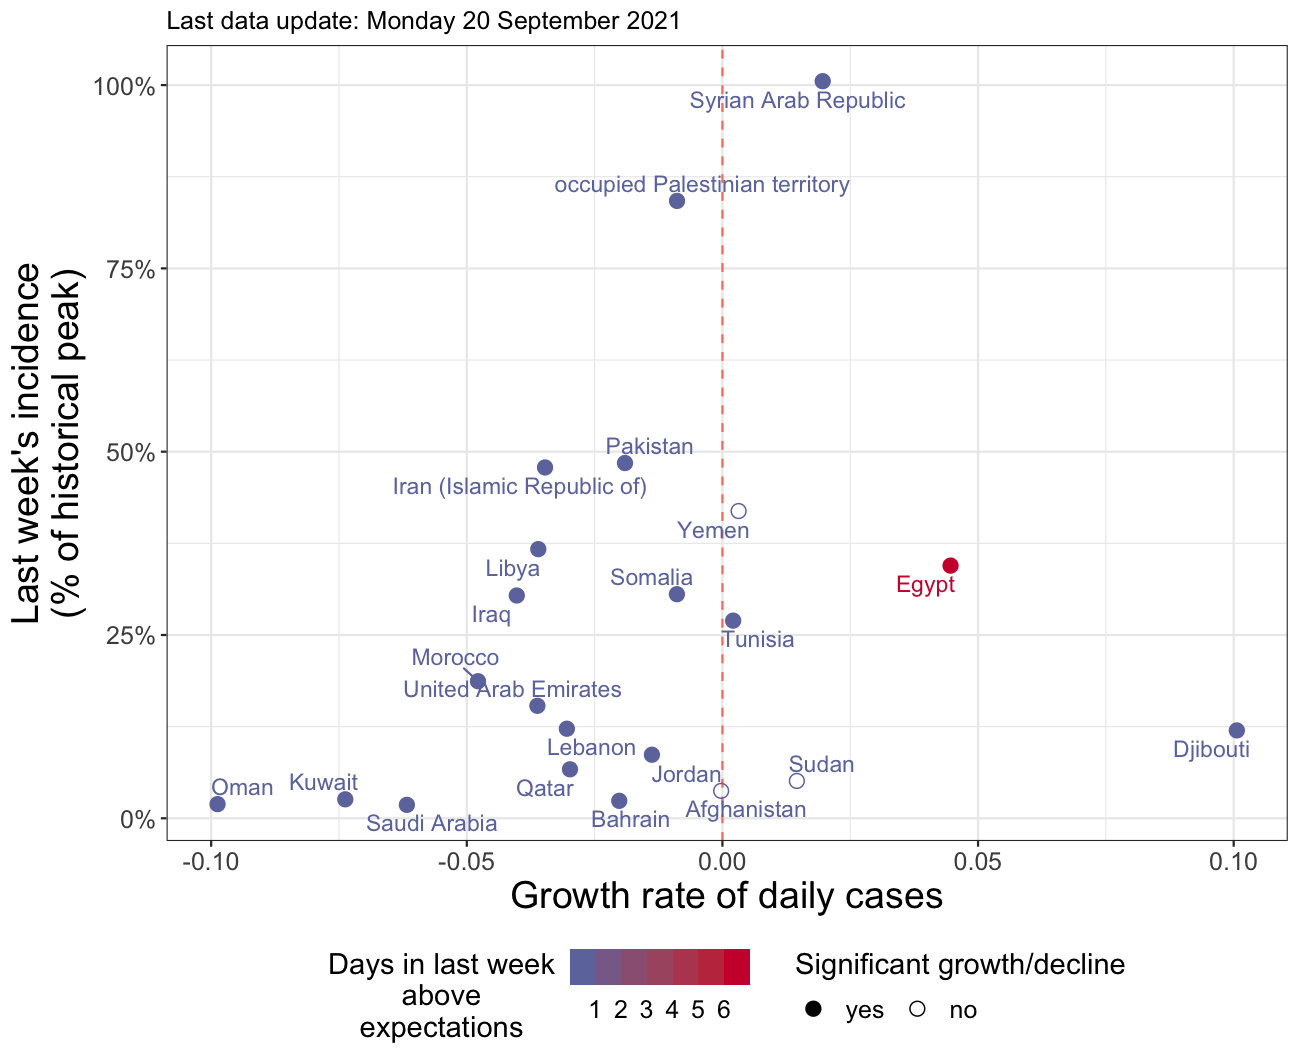 Last data update: Monday 20 September 2021
Last week's incidence
(% of historical peak)
100%
75%
50%
25%
0%
Syrian Arab Republic
occupied Palestinian territory
Pakistan
Iran (Islamic Republic of)
Yemen
Libya
Somalia
Egypt
Iraq
Tunisia
Morocco
United Arab Emirates
Lebanon
Djibouti
Jordan
Sudan
Oman
Kuwait
Qatar
Afghanistan
Saudi Arabia
Bahrain
-0.10
-0.05
0.00
0.05
0.10
Growth rate of daily cases
Days in last week
above
expectations
1 2 3 4 5 6
Significant growth/decline
yes
no